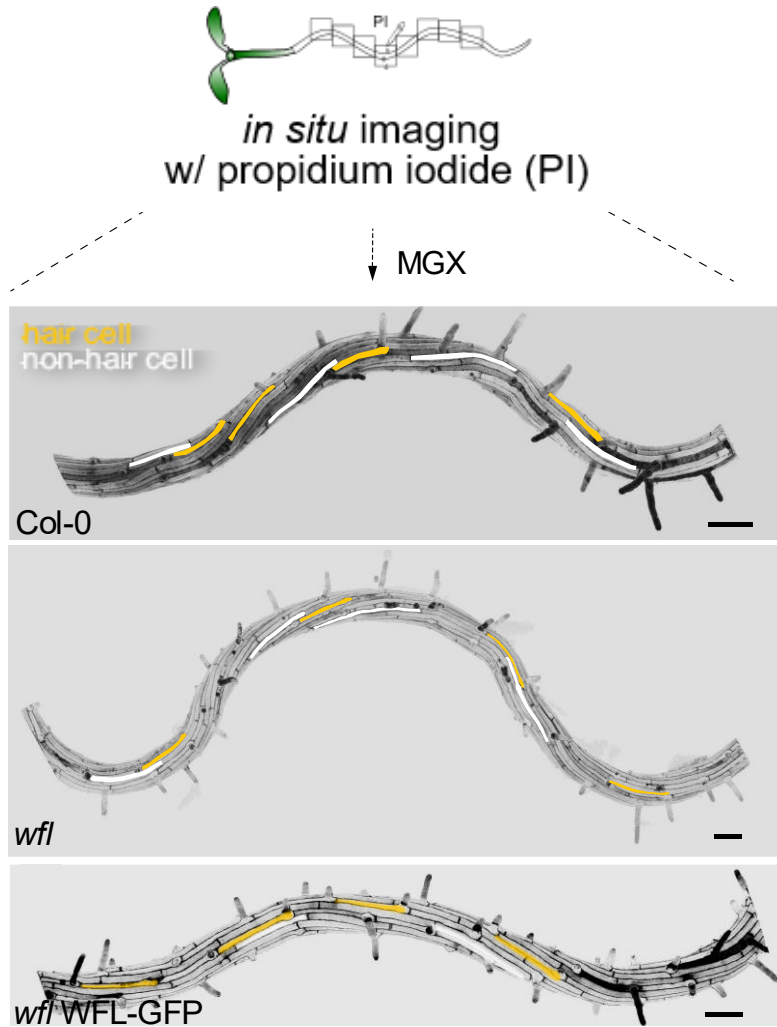 PI
in situ imaging
w/ propidium iodide (PI)
MGX
hair cell
non-hair cell
Col-0
wfl
wfl WFL-GFP